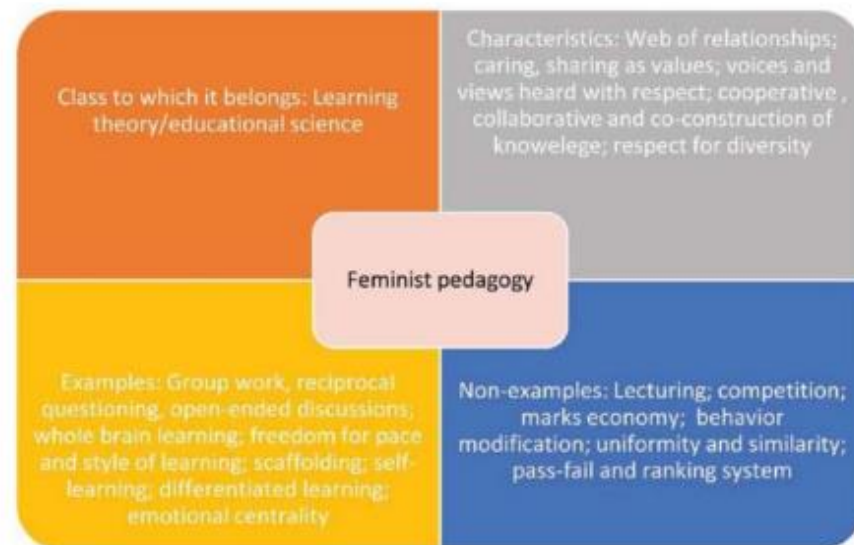 Class to which it belongs: Learning
theory/educational science
Characteristics: Web of relationships;
caring, sharing as values; voices and
views heard with respect; cooperative ,
collaborative and co-construction of
knowelege; respect for diversity
Feminist pedagogy
Examples: Group work, reciprocal
questioning, open-ended discussions;
whole brain learning; freedom for pace
and style of learning; scaffolding; self-
learning; differentiated learning;
emotional centrality
Non-examples: Lecturing; competition;
marks economy; behavior
modification; uniformity and similarity;
pass-fail and ranking system